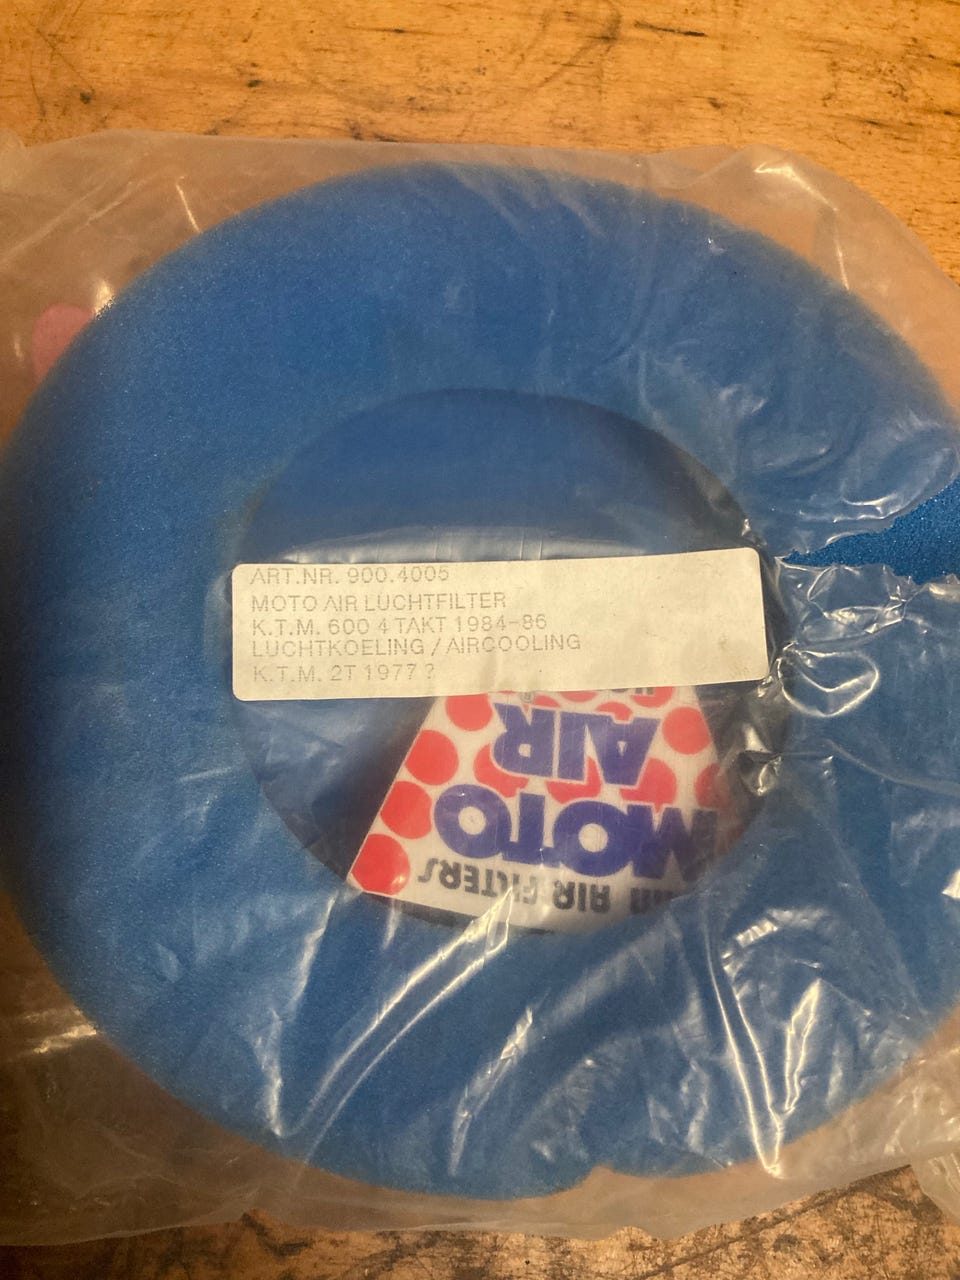 ART.NR. 900.4005
MOTO AIR LUCHTFILTER
K.T.M. 600 4 TAKT 1984-86
LUCHTKOELING / AIRCOOLING
K.T.M. 2T 1977 ?
AIR FILTERS
MOTO
AIR